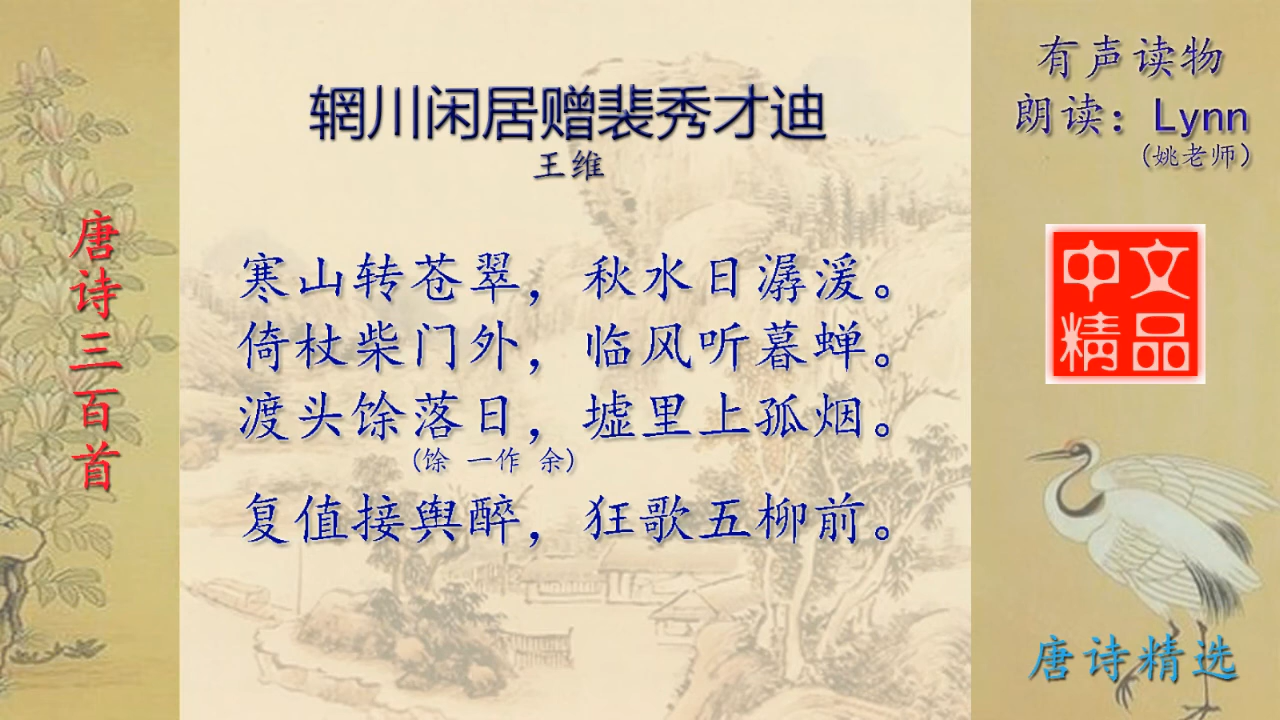 辋川闲居赠裴秀才迪
王维
寒山转苍翠，秋水日潺湲。
倚杖柴门外，临风听暮蝉。
渡头馀落日，墟里上孤烟。
（馀 一作 余）
复值接舆醉，狂歌五柳前。
唐诗三百首
有声读物
朗读：Lynn
（姚老师）
中文
精品
唐诗精选